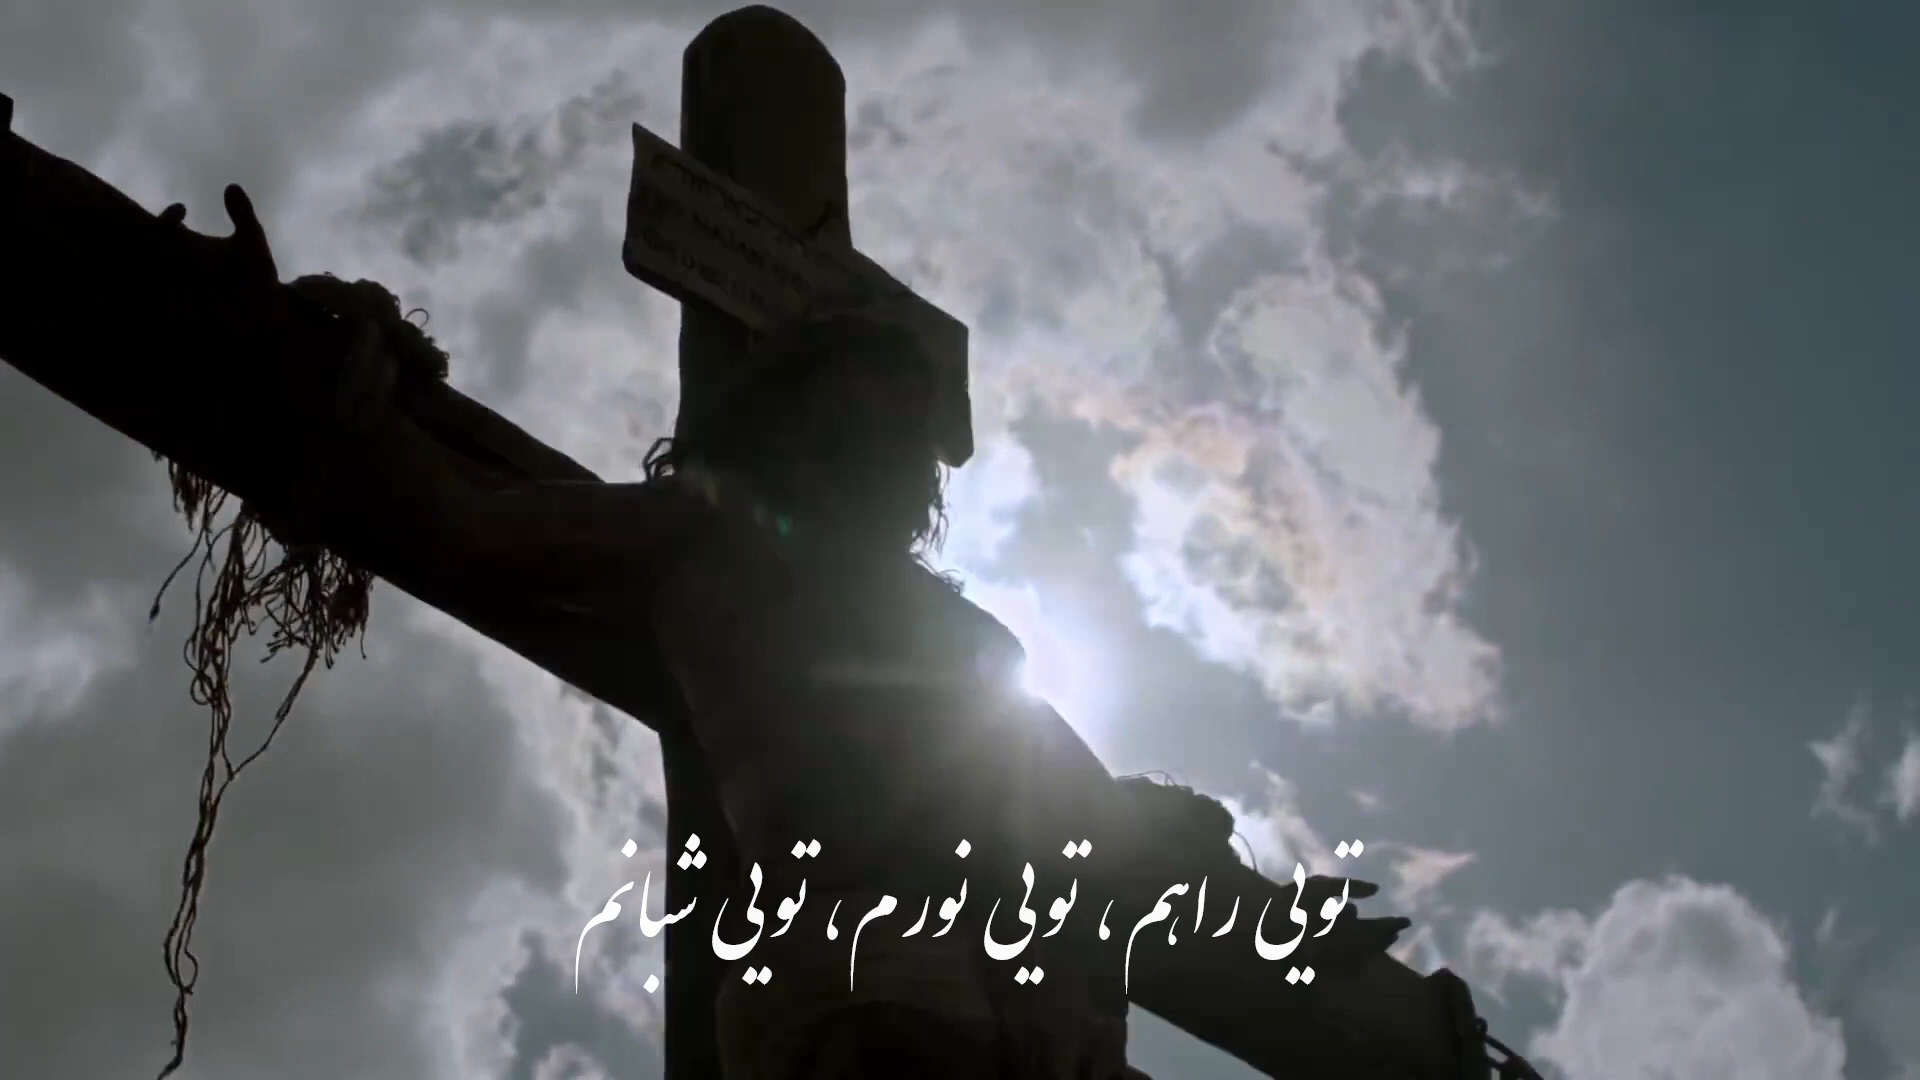 تویی راهم ، تویی نورم ، تویی شبانم